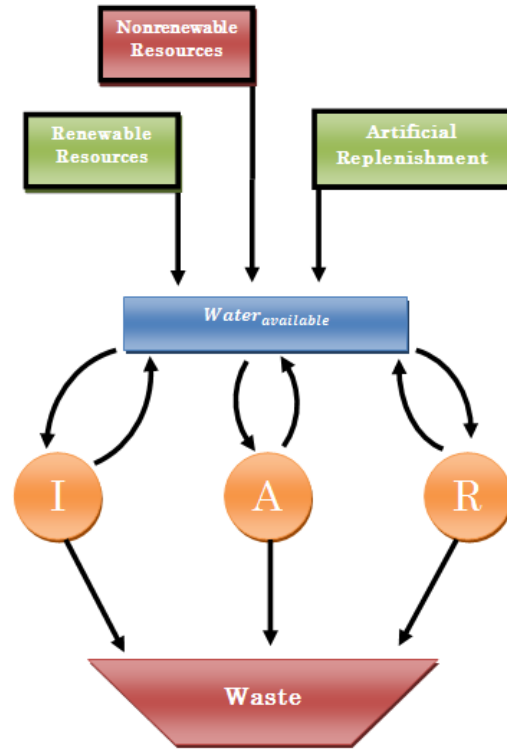 Nonrenewable
Resources
Renewable
Resources
Artificial
Replenishment
Water available
I
A
R
Waste